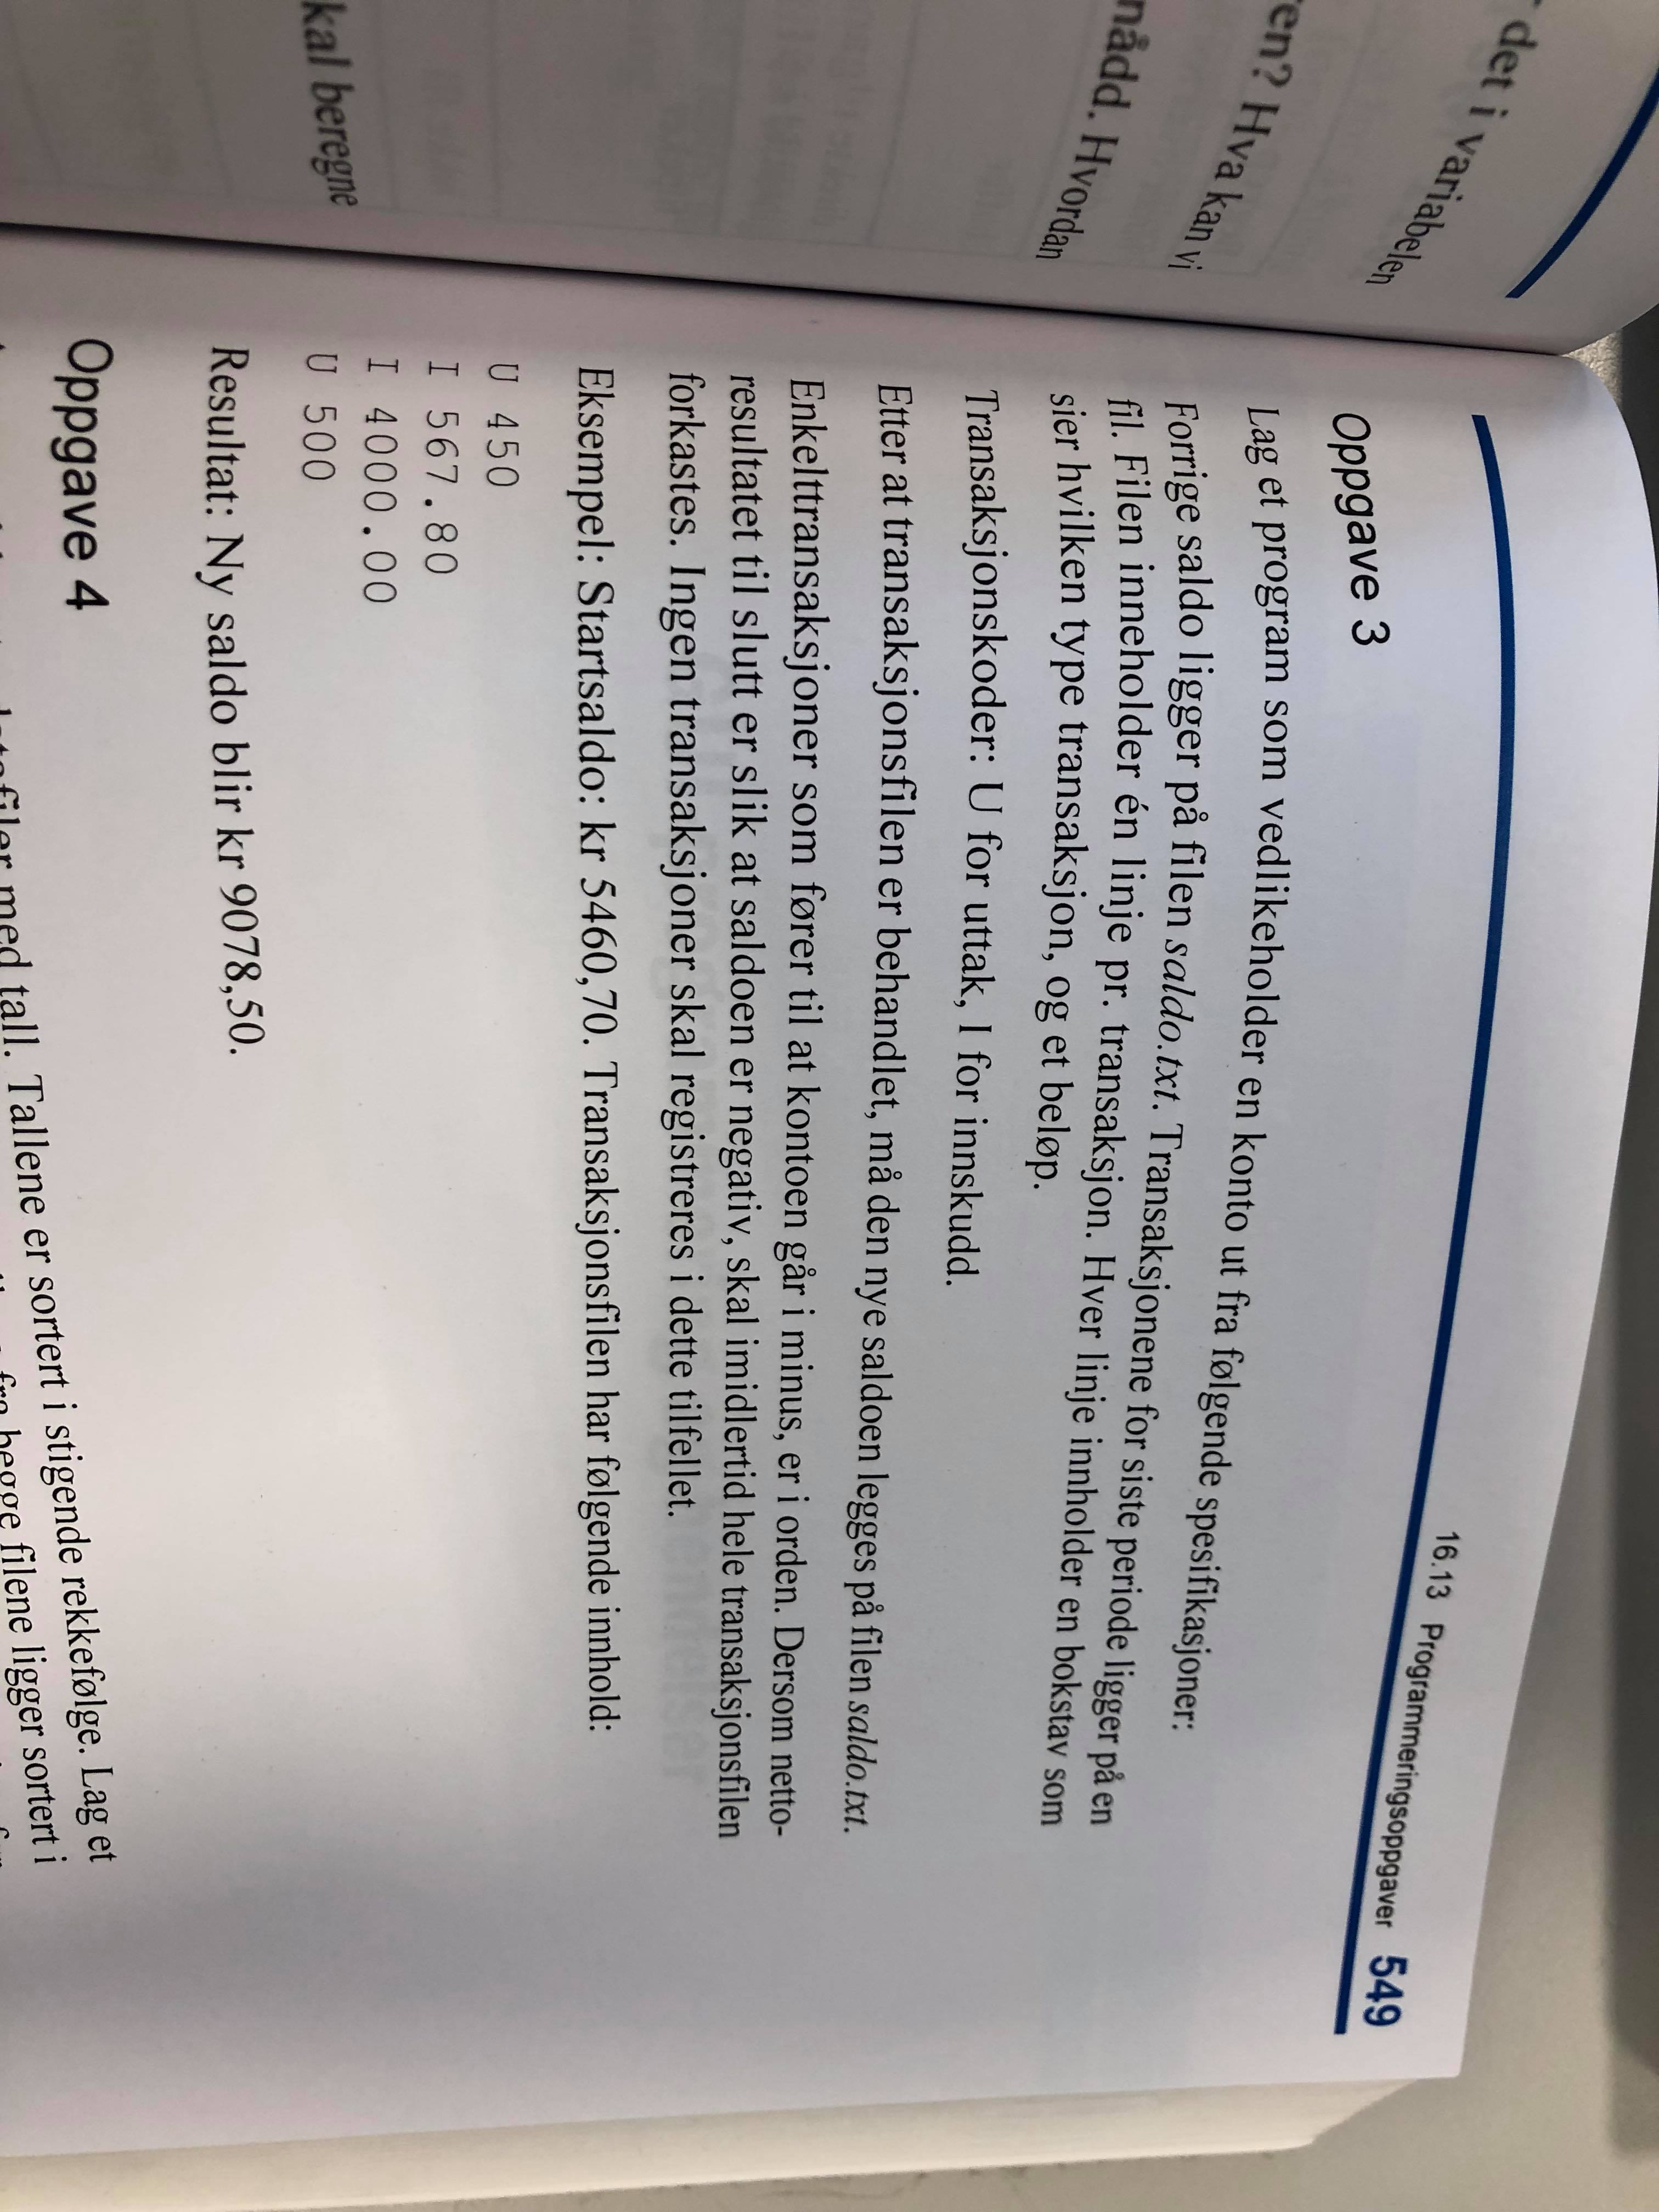 det i variabelen
en? Hva kan vi
nådd. Hvordan
kal beregne
16.13 Programmeringsoppgaver 549
Oppgave 3
Lag et program som vedlikeholder en konto ut fra følgende spesifikasjoner:
Forrige saldo ligger på filen saldo.txt. Transaksjonene for siste periode ligger på en
fil. Filen inneholder én linje pr. transaksjon. Hver linje innholder en bokstav som
sier hvilken type transaksjon, og et beløp.
Transaksjonskoder: U for uttak, I for innskudd.
Etter at transaksjonsfilen er behandlet, må den nye saldoen legges på filen saldo.txt.
Enkelttransaksjoner som fører til at kontoen går i minus, er i orden. Dersom netto-
resultatet til slutt er slik at saldoen er negativ, skal imidlertid hele transaksjonsfilen
forkastes. Ingen transaksjoner skal registreres i dette tilfellet.
Eksempel: Startsaldo: kr 5460,70. Transaksjonsfilen har følgende innhold:
U 450
I 567.80
I 4000.00
U 500
Resultat: Ny saldo blir kr 9078,50.
Oppgave 4
med tall. Tallene er sortert i stigende rekkefølge. Lag et
begge filene ligger sortert i